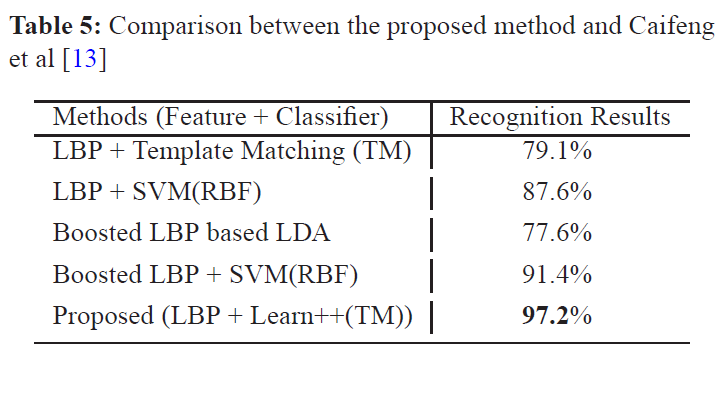 Table 5: Comparison between the proposed method and Caifeng
et al [13]
Methods (Feature + Classifier) Recognition Results
LBP + Template Matching (TM) 79.1%
LBP + SVM(RBF) 87.6%
Boosted LBP based LDA 77.6%
Boosted LBP + SVM(RBF) 91.4%
Proposed (LBP + Learn++(TM)) 97.2%